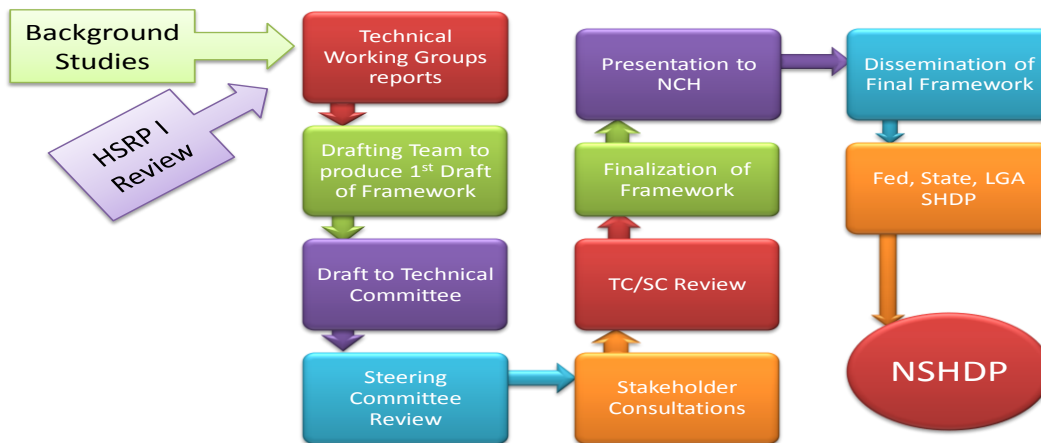 Background
Studies
HSRP I
Review
Technical
Working Groups
reports
Drafting Team to
produce 1st Draft
of Framework
Draft to Technical
Committee
Steering
Committee
Review
Stakeholder
Consultations
TC/SC Review
Finalization of
Framework
Presentation to
NCH
Dissemination of
Final Framework
Fed, State, LGA
SHDP
NSHDP